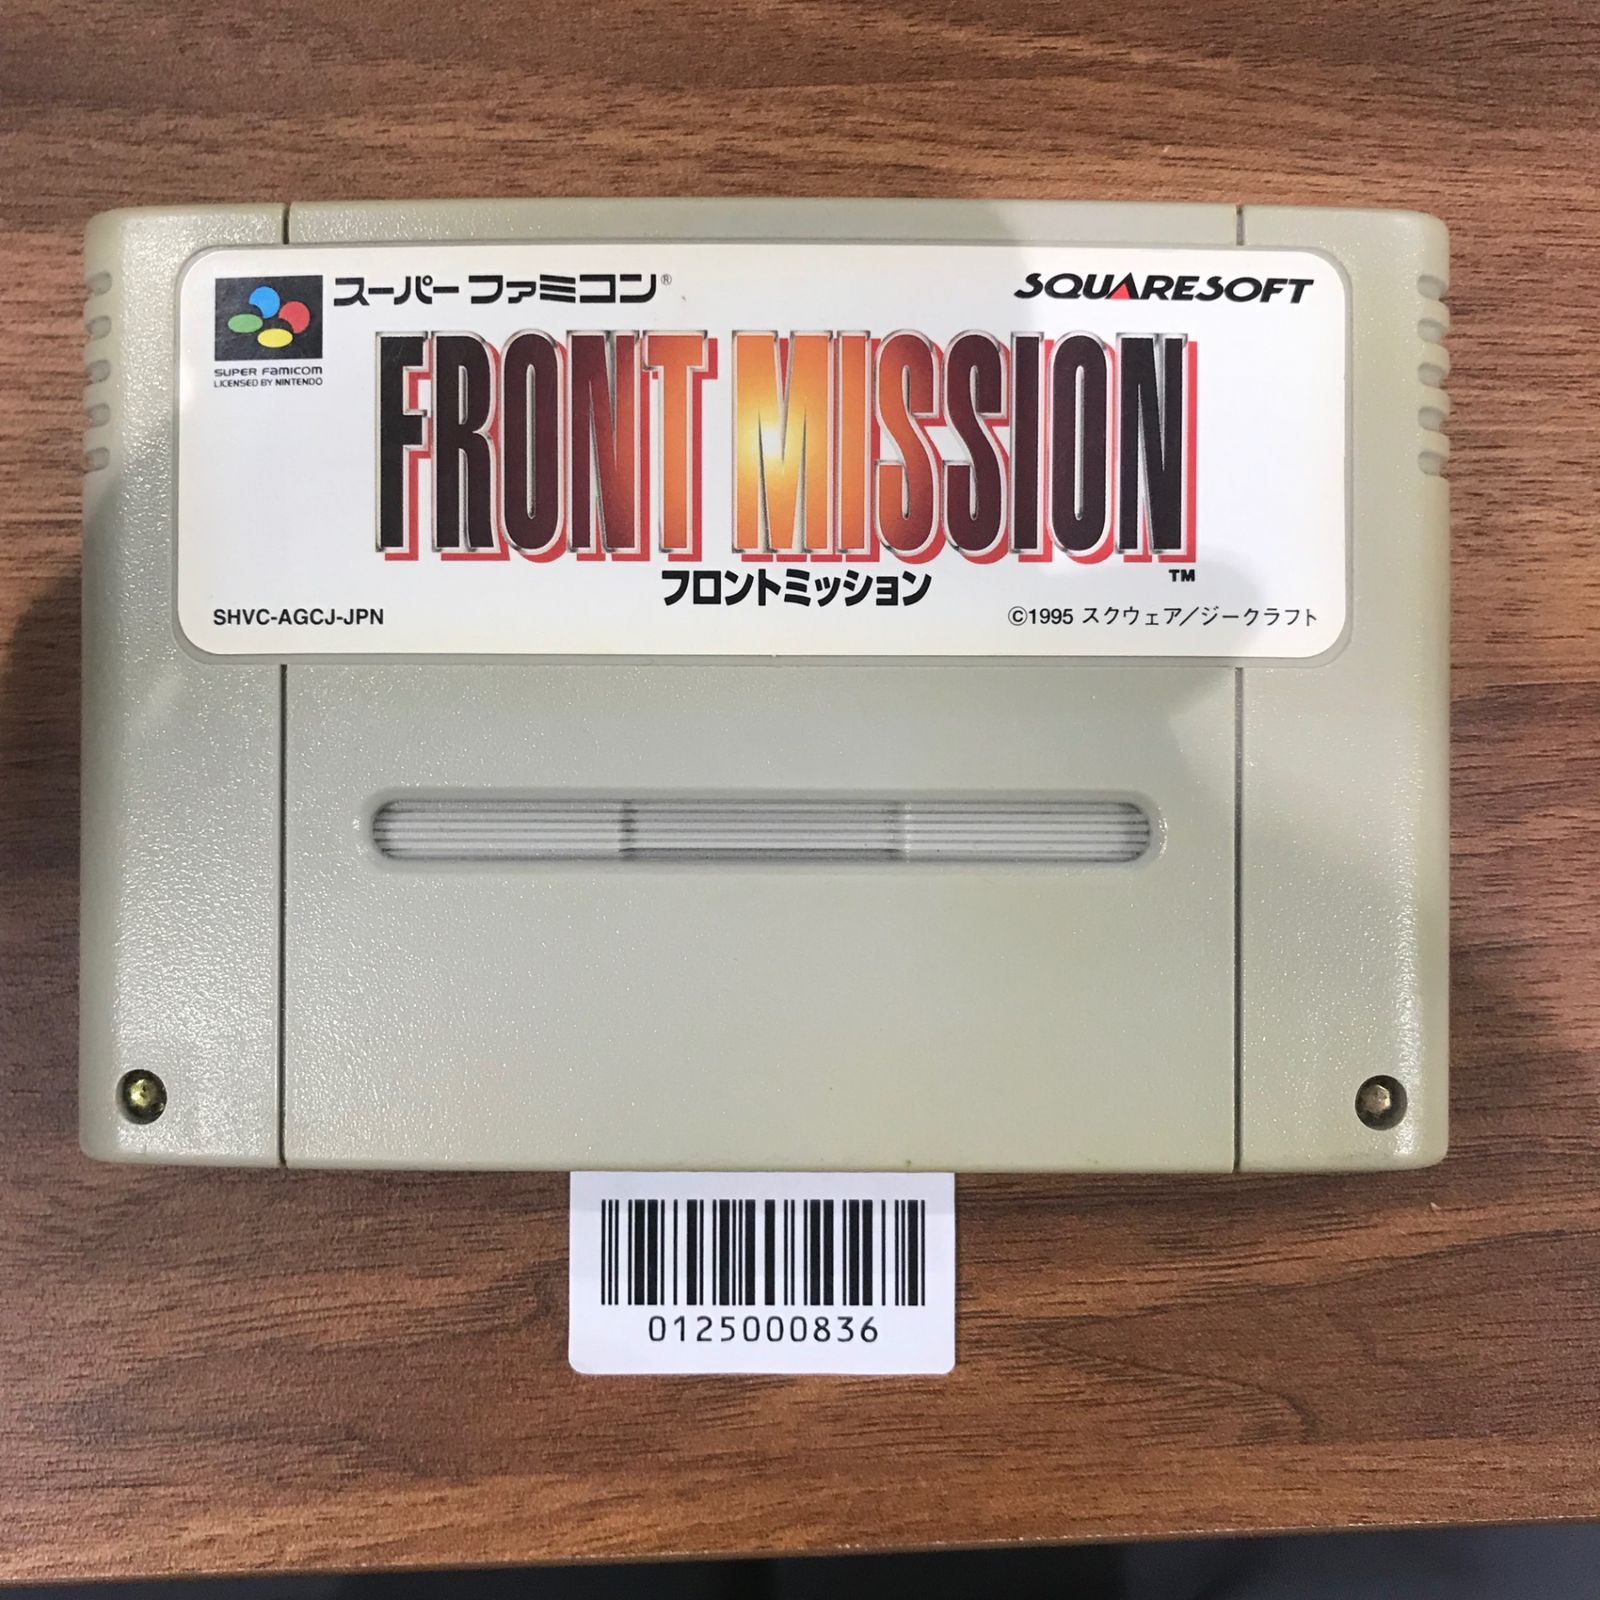 スーパーファミコン®
SQUARESOFT
SUPER FAMICOM
LICENSED BY NINTENDO
FRONT MISSION
TM
フロントミッション
SHVC-AGCJ-JPN
©1995 スクウェア/ジークラフト
0125000836